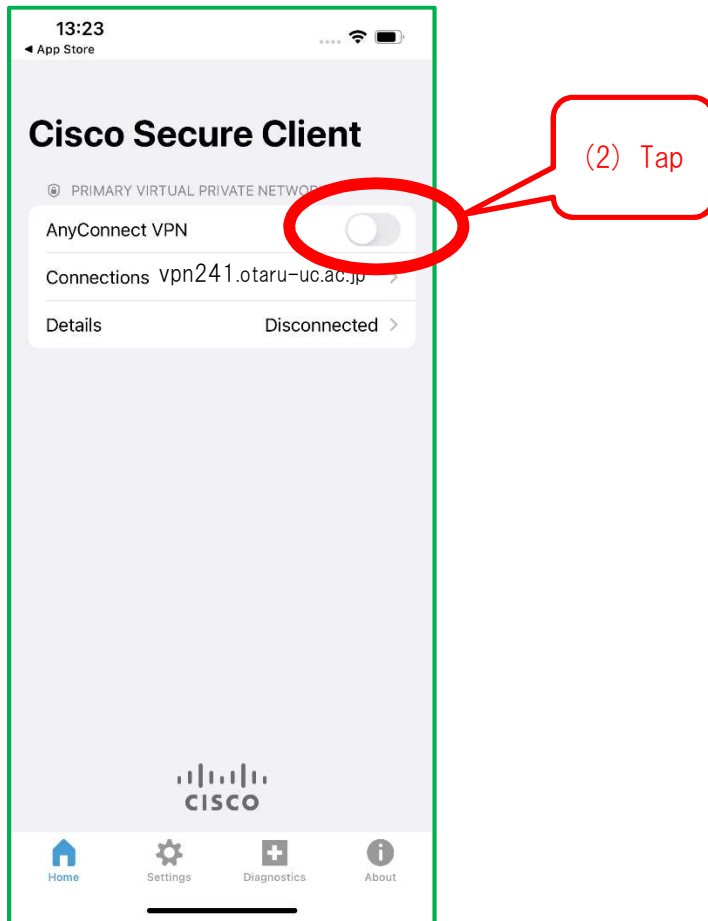 13:23
◀ App Store
Cisco Secure Client
PRIMARY VIRTUAL PRIVATE
AnyConnect VPN
(2) Tap
Connections vpn241.otaru-uc.ac.jp >
Details Disconnected >
CISCO
Home Settings Diagnostics About